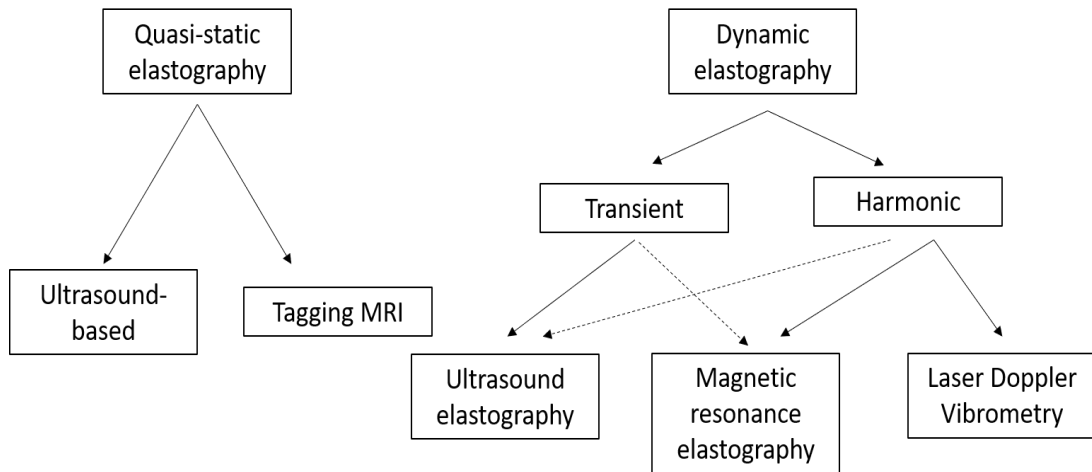 Quasi-static
elastography
Dynamic
elastography
Transient
Harmonic
Ultrasound-
based
Tagging MRI
Ultrasound
elastography
Magnetic
resonance
elastography
Laser Doppler
Vibrometry